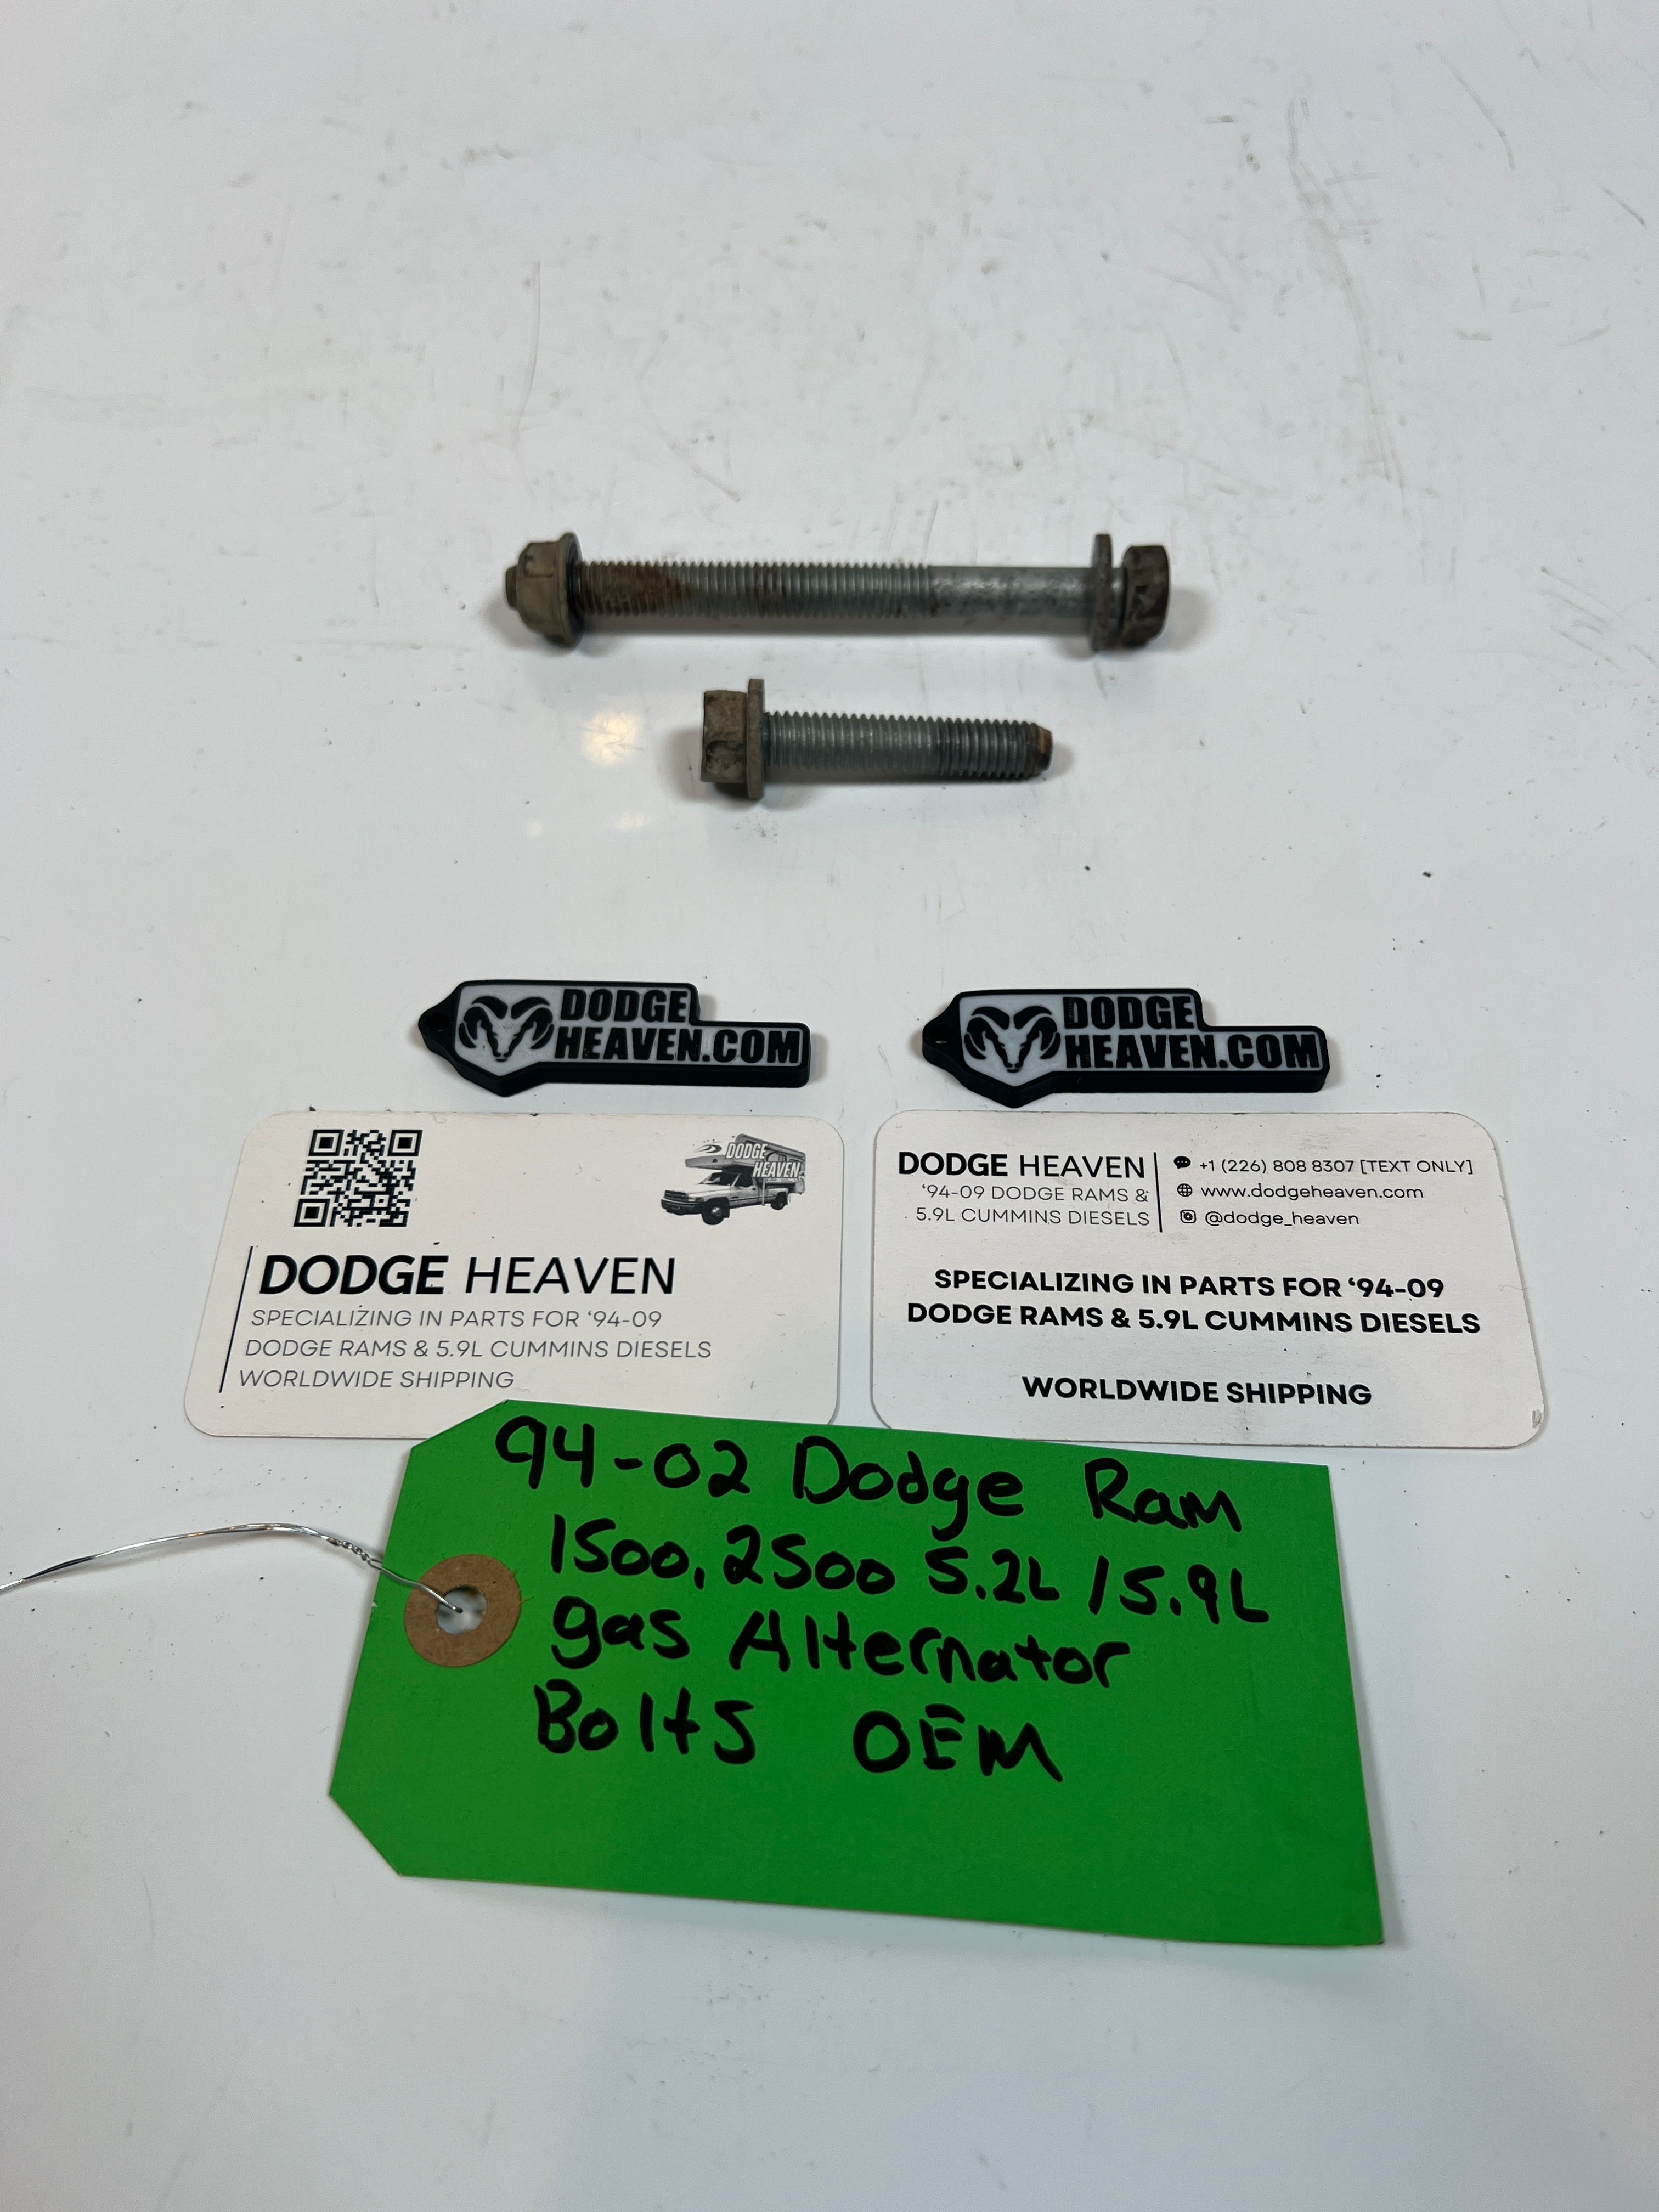 DODGE
HEAVEN.COM
DODGE
HEAVEN.COM
DODGE
HEAVEN
DODGE HEAVEN
SPECIALIZING IN PARTS FOR ‘94-09
DODGE RAMS & 5.9L CUMMINS DIESELS
WORLDWIDE SHIPPING
DODGE HEAVEN
‘94-09 DODGE RAMS &
5.9L CUMMINS DIESELS
+1 (226) 808 8307 [TEXT ONLY]
www.dodgeheaven.com
@dodge_heaven
SPECIALIZING IN PARTS FOR ‘94-09
DODGE RAMS & 5.9L CUMMINS DIESELS
WORLDWIDE SHIPPING
94-02 Dodge Ram
1500, 2500 5.2L /5.9L
gas Alternator
Bolts OEM